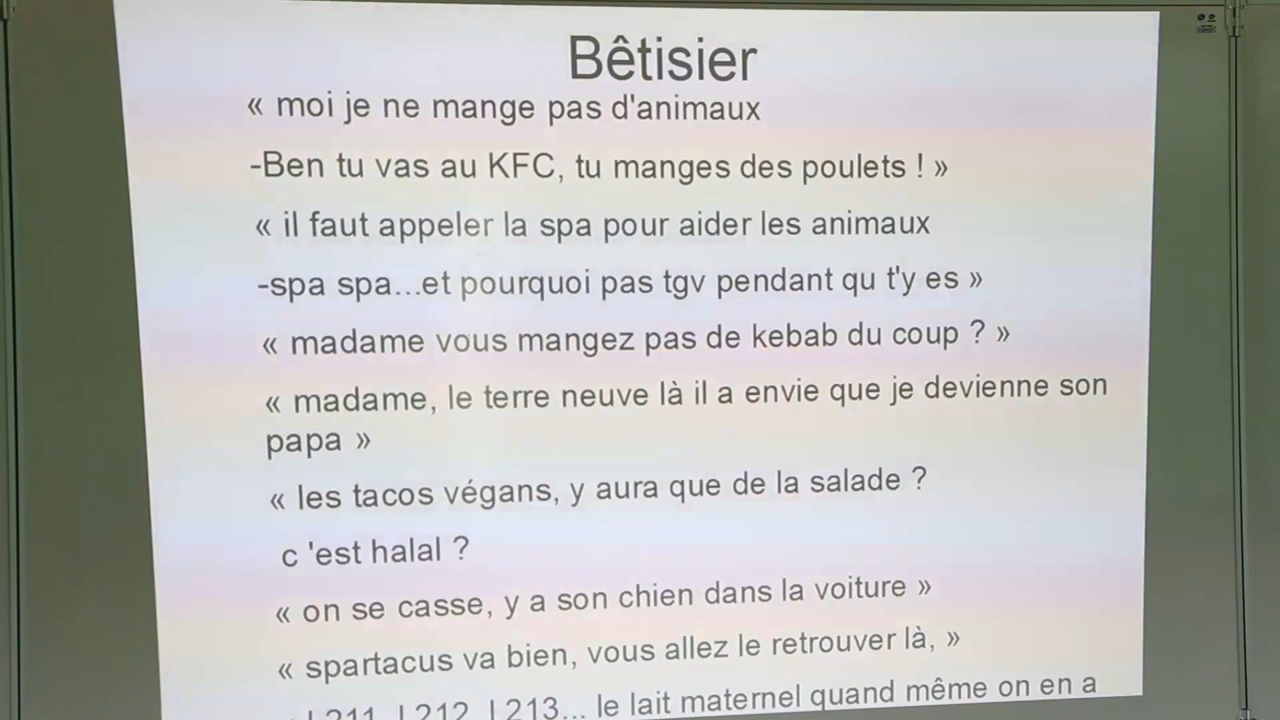 Bêtisier
« moi je ne mange pas d'animaux
-Ben tu vas au KFC, tu manges des poulets ! »
« il faut appeler la spa pour aider les animaux
-spa spa...et pourquoi pas tgv pendant qu t'y es »
« madame vous mangez pas de kebab du coup ? »
« madame, le terre neuve là il a envie que je devienne son
papa »
« les tacos végans, y aura que de la salade ?
c 'est halal ?
« on se casse, y a son chien dans la voiture »
« spartacus va bien, vous allez le retrouver là, »
L211, L212, L213... le lait maternel quand même on en a